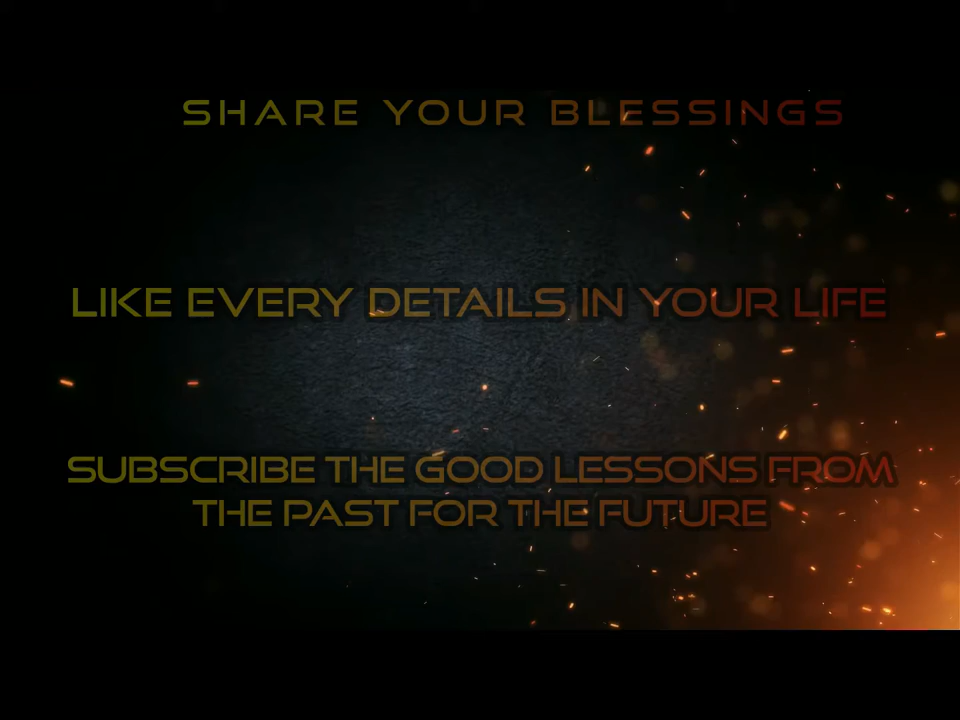 SHARE YOUR BLESSINGS
LIKE EVERY DETAILS IN YOUR LIFE
SUBSCRIBE THE GOOD LESSONS FROM
THE PAST FOR THE FUTURE